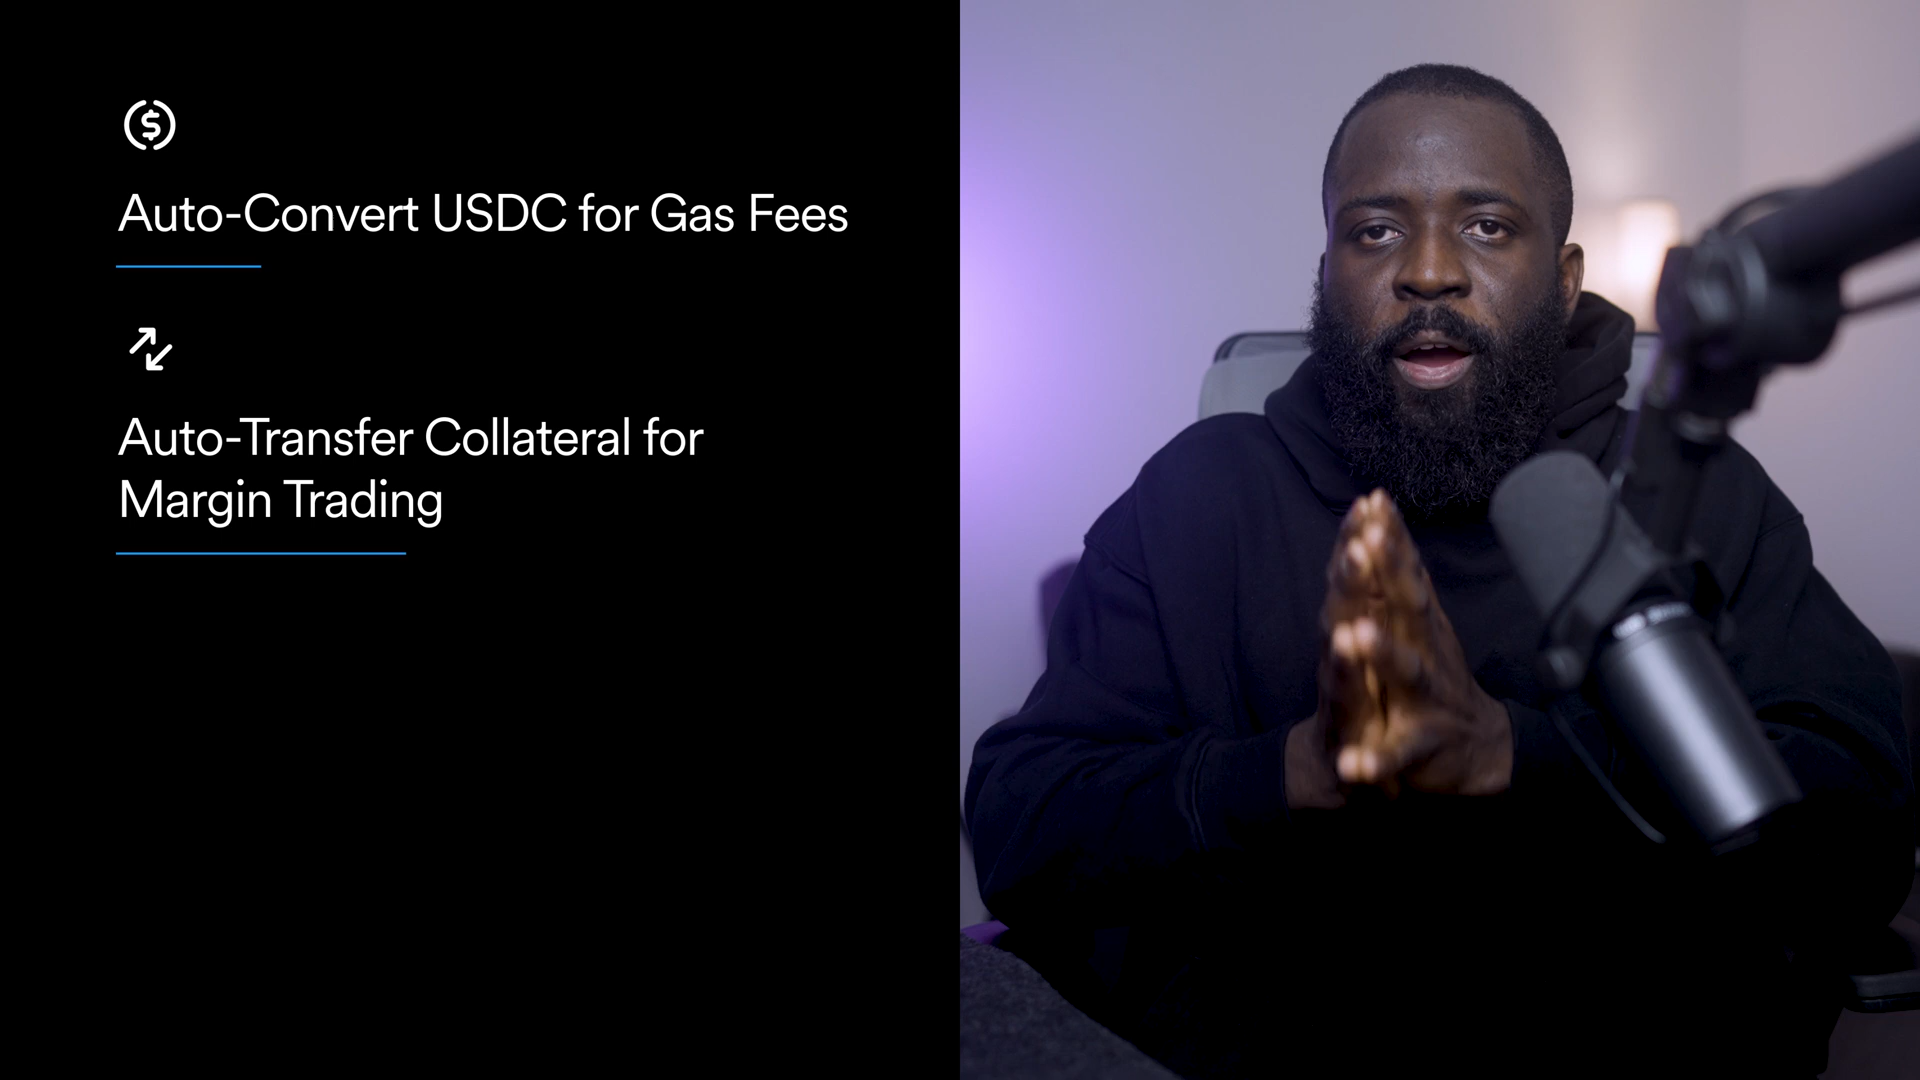 Auto-Convert USDC for Gas Fees
Auto-Transfer Collateral for
Margin Trading